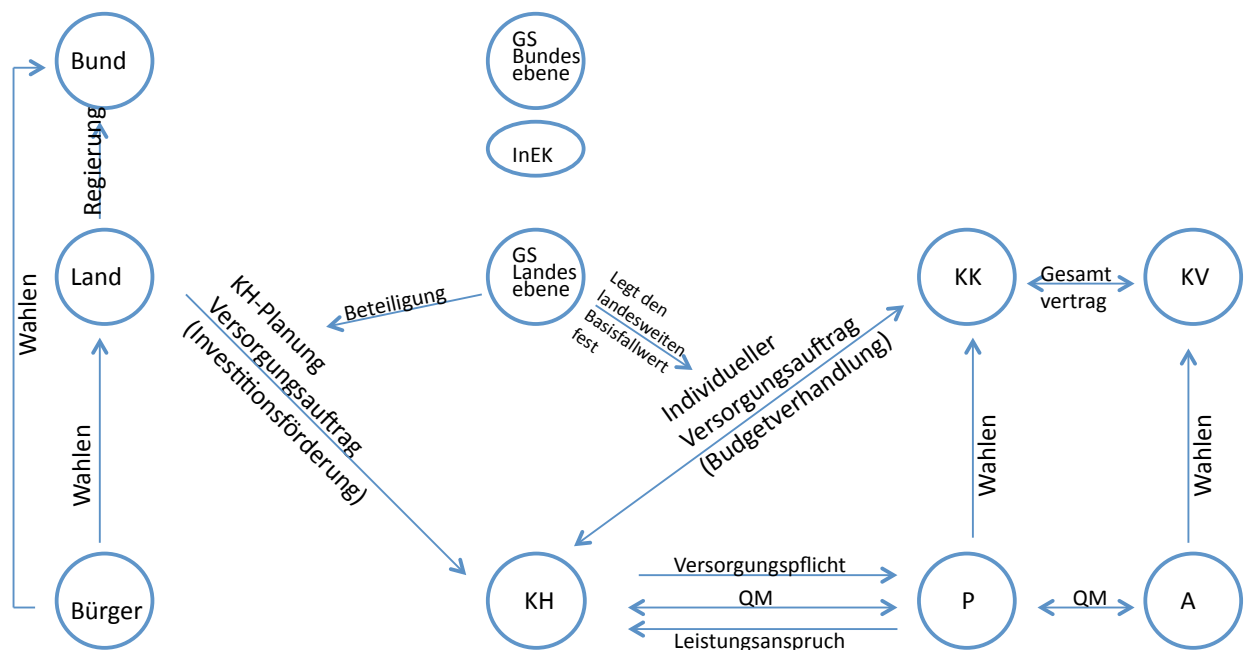 Bund
GS
Bundes
ebene
InEK
Regierung
Wahlen
Land
GS
Landes
ebene
KK
Gesamt
vertrag
KV
Beteiligung
KH-Planung
Versorgungsauftrag
(Investitionsförderung)
Legt den
landesweiten
Basisfallwert
fest
Individueller
Versorgungsauftrag
(Budgetverhandlung)
Wahlen
Wahlen
Wahlen
Bürger
KH
Versorgungspflicht
QM
Leistungsanspruch
P
QM
A